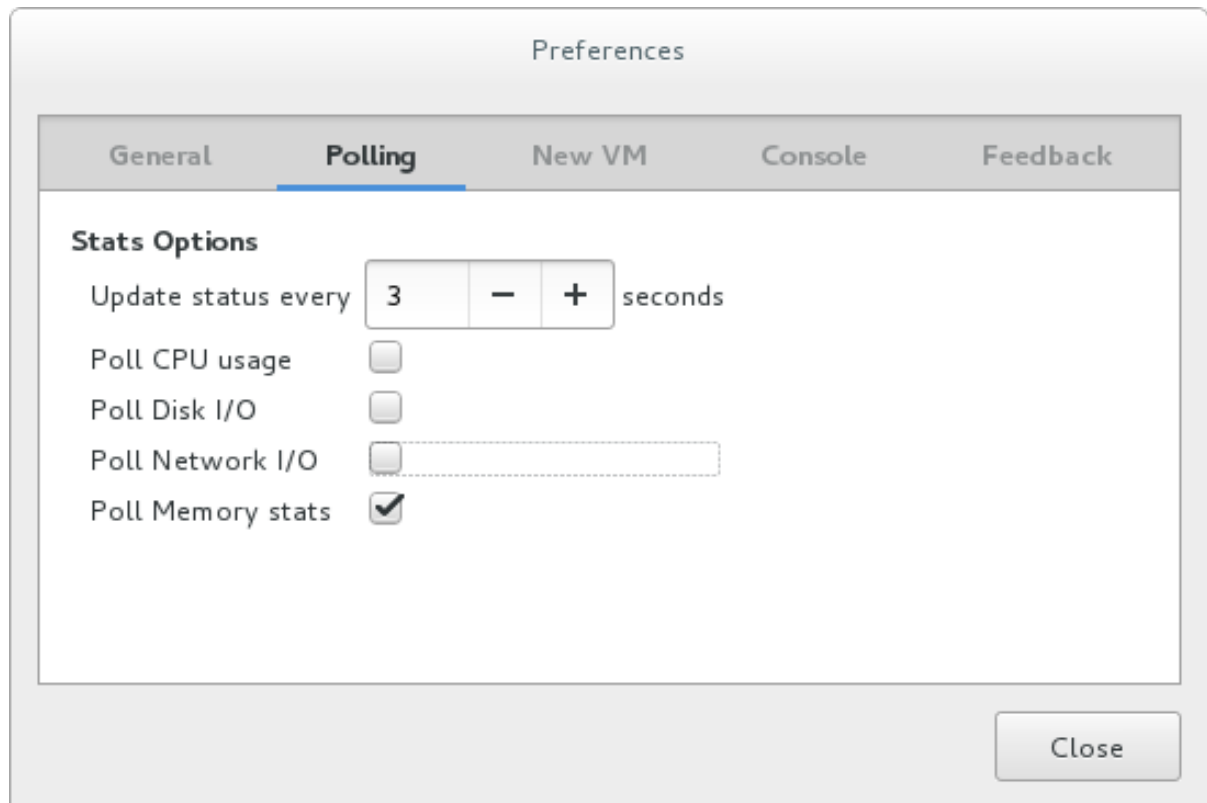 Preferences
General Polling New VM Console Feedback
Stats Options
Update status every 3 − + seconds
Poll CPU usage
Poll Disk I/O
Poll Network I/O
Poll Memory stats
Close